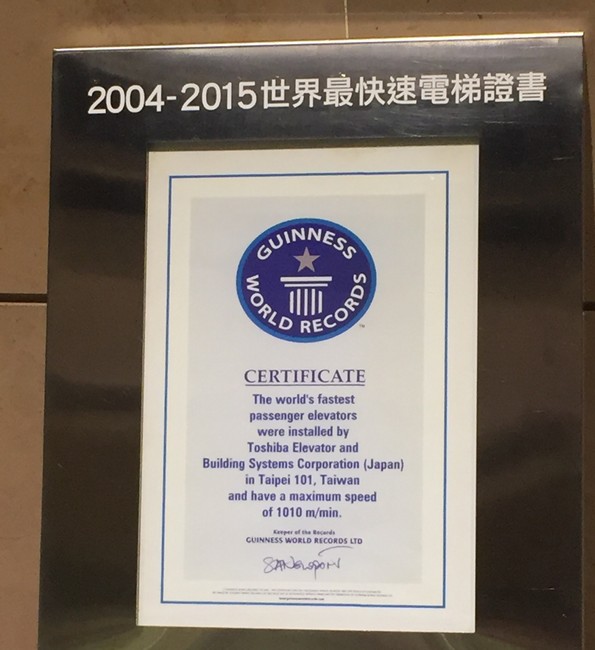 2004-2015世界最快速電梯證書
GUINNESS
WORLD RECORDS
CERTIFICATE
The world's fastest
passenger elevators
were installed by
Toshiba Elevator and
Building Systems Corporation (Japan)
in Taipei 101, Taiwan
and have a maximum speed
of 1010 m/min.
Keeper of the Records
GUINNESS WORLD RECORDS LTD